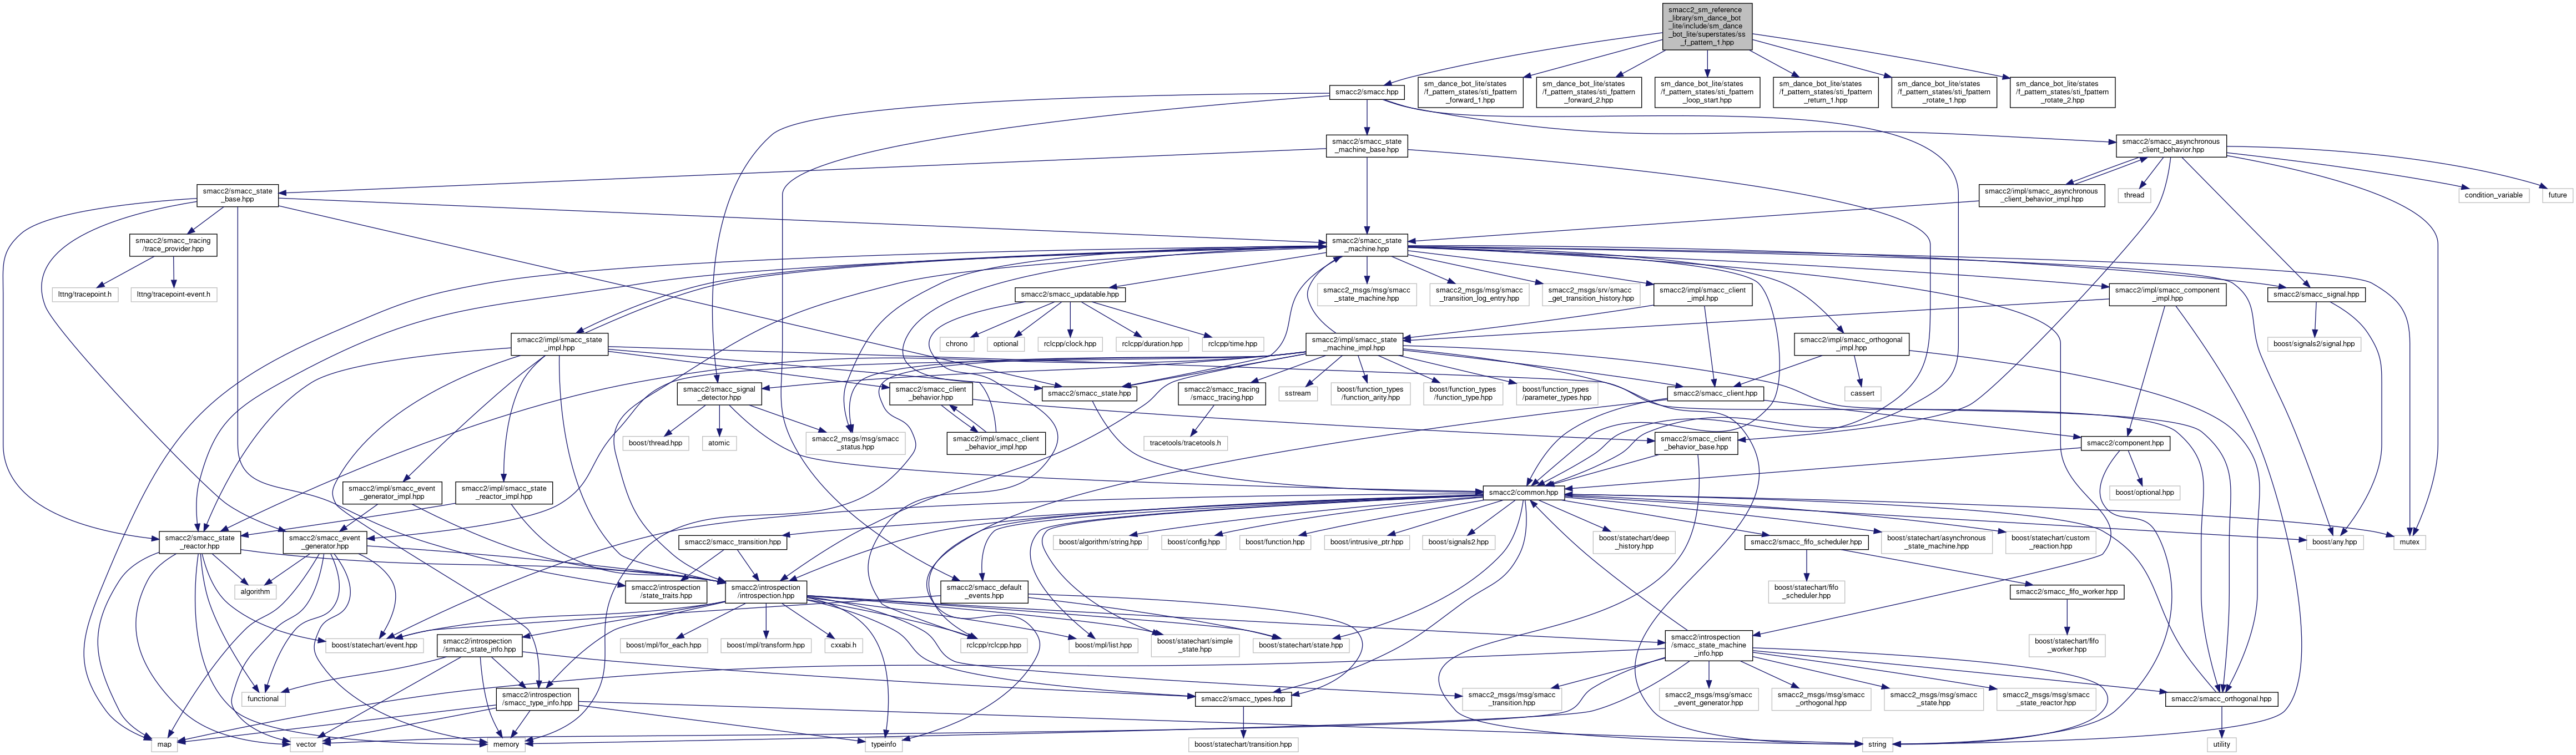 smacc2_sm_reference
_library/sm_dance_bot
_lite/include/sm_dance
_bot_lite/superstates/ss
_f_pattern_1.hpp
smacc2/smacc.hpp
sm_dance_bot_lite/states
/f_pattern_states/sti_fpattern
_forward_1.hpp
sm_dance_bot_lite/states
/f_pattern_states/sti_fpattern
_forward_2.hpp
sm_dance_bot_lite/states
/f_pattern_states/sti_fpattern
_loop_start.hpp
sm_dance_bot_lite/states
/f_pattern_states/sti_fpattern
_return_1.hpp
sm_dance_bot_lite/states
/f_pattern_states/sti_fpattern
_rotate_1.hpp
sm_dance_bot_lite/states
/f_pattern_states/sti_fpattern
_rotate_2.hpp
smacc2/smacc_state
_machine_base.hpp
smacc2/smacc_asynchronous
_client_behavior.hpp
smacc2/smacc_state
_base.hpp
smacc2/impl/smacc_asynchronous
_client_behavior_impl.hpp
thread
condition_variable
future
smacc2/smacc_tracing
/trace_provider.hpp
smacc2/smacc_state
_machine.hpp
lttng/tracepoint.h
lttng/tracepoint-event.h
smacc2/smacc_updatable.hpp
smacc2_msgs/msg/smacc
_state_machine.hpp
smacc2_msgs/msg/smacc
_transition_log_entry.hpp
smacc2_msgs/srv/smacc
_get_transition_history.hpp
smacc2/impl/smacc_client
_impl.hpp
smacc2/impl/smacc_component
_impl.hpp
smacc2/smacc_signal.hpp
smacc2/impl/smacc_state
_impl.hpp
chrono
optional
rclcpp/clock.hpp
rclcpp/duration.hpp
rclcpp/time.hpp
smacc2/impl/smacc_state
_machine_impl.hpp
smacc2/impl/smacc_orthogonal
_impl.hpp
boost/signals2/signal.hpp
smacc2/smacc_signal
_detector.hpp
smacc2/smacc_client
_behavior.hpp
smacc2/smacc_state.hpp
smacc2/smacc_tracing
/smacc_tracing.hpp
sstream
boost/function_types
/function_arity.hpp
boost/function_types
/function_type.hpp
boost/function_types
/parameter_types.hpp
smacc2/smacc_client.hpp
cassert
boost/thread.hpp
atomic
smacc2_msgs/msg/smacc
_status.hpp
smacc2/impl/smacc_client
_behavior_impl.hpp
tracetools/tracetools.h
smacc2/smacc_client
_behavior_base.hpp
smacc2/component.hpp
smacc2/impl/smacc_event
_generator_impl.hpp
smacc2/impl/smacc_state
_reactor_impl.hpp
smacc2/common.hpp
boost/optional.hpp
smacc2/smacc_state
_reactor.hpp
smacc2/smacc_event
_generator.hpp
smacc2/smacc_transition.hpp
boost/algorithm/string.hpp
boost/config.hpp
boost/function.hpp
boost/intrusive_ptr.hpp
boost/signals2.hpp
boost/statechart/deep
_history.hpp
smacc2/smacc_fifo_scheduler.hpp
boost/statechart/asynchronous
_state_machine.hpp
boost/statechart/custom
_reaction.hpp
boost/any.hpp
mutex
algorithm
smacc2/introspection
/state_traits.hpp
smacc2/introspection
/introspection.hpp
smacc2/smacc_default
_events.hpp
boost/statechart/fifo
_scheduler.hpp
smacc2/smacc_fifo_worker.hpp
boost/statechart/event.hpp
smacc2/introspection
/smacc_state_info.hpp
boost/mpl/for_each.hpp
boost/mpl/transform.hpp
cxxabi.h
rclcpp/rclcpp.hpp
boost/mpl/list.hpp
boost/statechart/simple
_state.hpp
boost/statechart/state.hpp
smacc2/introspection
/smacc_state_machine
_info.hpp
boost/statechart/fifo
_worker.hpp
functional
smacc2/introspection
/smacc_type_info.hpp
smacc2/smacc_types.hpp
smacc2_msgs/msg/smacc
_transition.hpp
smacc2_msgs/msg/smacc
_event_generator.hpp
smacc2_msgs/msg/smacc
_orthogonal.hpp
smacc2_msgs/msg/smacc
_state.hpp
smacc2_msgs/msg/smacc
_state_reactor.hpp
smacc2/smacc_orthogonal.hpp
map
vector
memory
typeinfo
boost/statechart/transition.hpp
string
utility